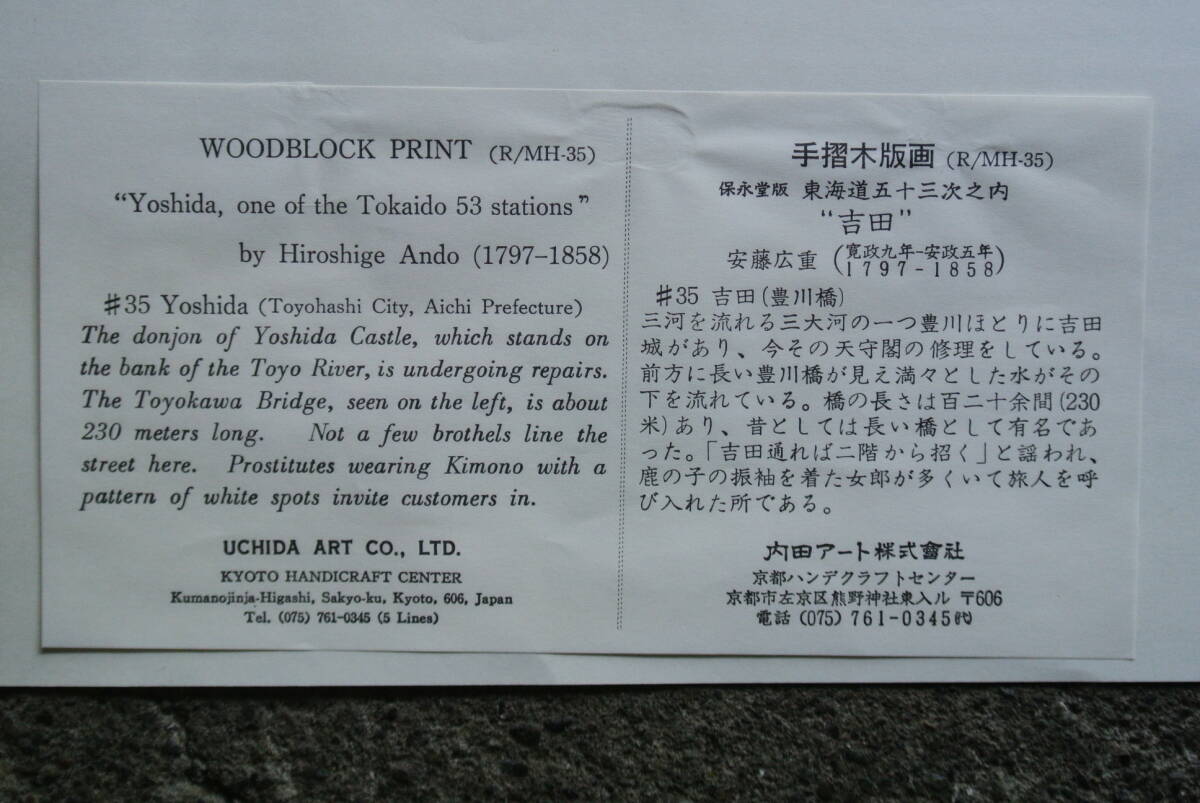 WOODBLOCK PRINT (R/MH-35)
“Yoshida, one of the Tokaido 53 stations”
by Hiroshige Ando (1797–1858)
#35 Yoshida (Toyohashi City, Aichi Prefecture)
The donjon of Yoshida Castle, which stands on
the bank of the Toyo River, is undergoing repairs.
The Toyokawa Bridge, seen on the left, is about
230 meters long. Not a few brothels line the
street here. Prostitutes wearing Kimono with a
pattern of white spots invite customers in.
UCHIDA ART CO., LTD.
KYOTO HANDICRAFT CENTER
Kumanojinja-Higashi, Sakyo-ku, Kyoto, 606, Japan
Tel. (075) 761-0345 (5 Lines)
手摺木版画 (R/MH-35)
保永堂版 東海道五十三次之内
“吉田”
安藤広重 (寛政九年-安政五年
1797-1858)
#35 吉田(豊川橋)
三河を流れる三大河の一つ豊川ほとりに吉田
城があり、今その天守閣の修理をしている。
前方に長い豊川橋が見え満々とした水がその
下を流れている。橋の長さは百二十余間(230
米)あり、昔としては長い橋として有名であ
った。「吉田通れば二階から招く」と謡われ、
鹿の子の振袖を着た女郎が多くいて旅人を呼
び入れた所である。
内田アート株式會社
京都ハンデクラフトセンター
京都市左京区熊野神社東入ル 〒606
電話 (075) 761-0345㈹